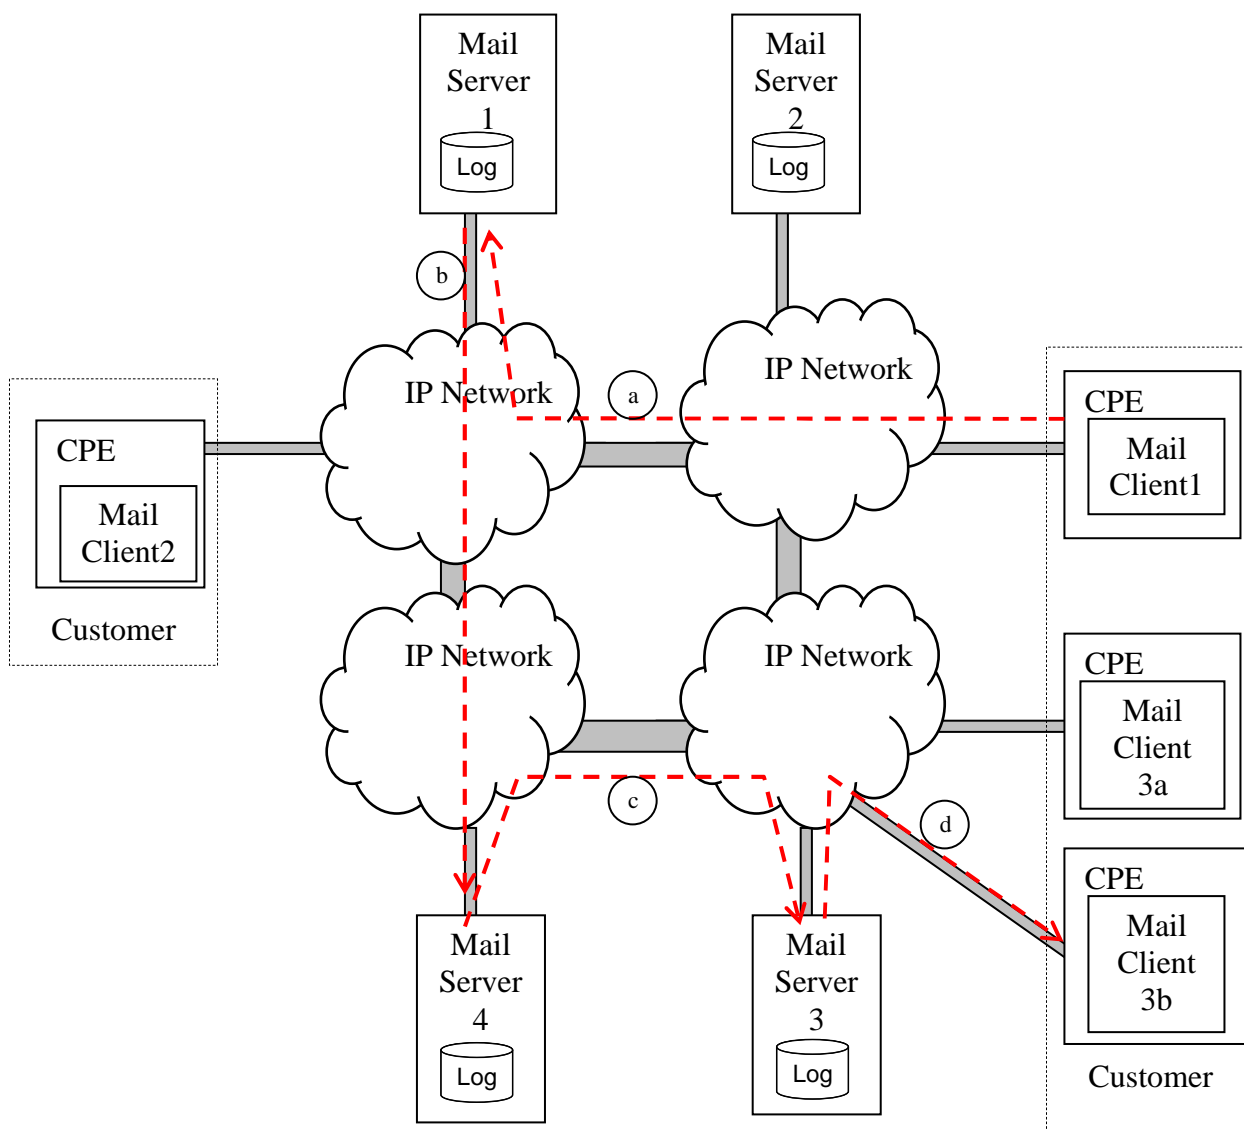 Mail
Server
1
Log
Mail
Server
2
Log
b
IP Network
IP Network
a
CPE
Mail
Client1
CPE
Mail
Client2
Customer
IP Network
IP Network
CPE
Mail
Client
3a
c
d
CPE
Mail
Client
3b
Customer
Mail
Server
4
Log
Mail
Server
3
Log